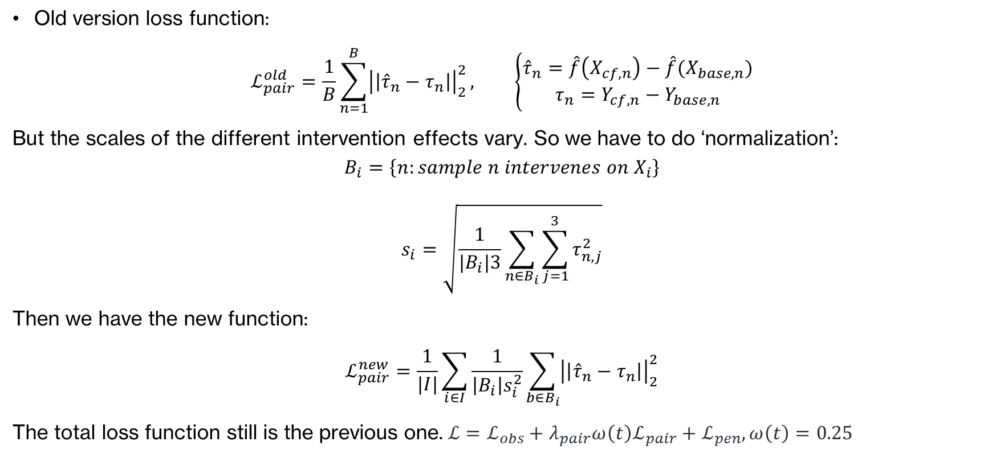 • Old version loss function:
$\mathcal{L}_{pair}^{old} = \frac{1}{B} \sum_{n=1}^{B} ||\hat{\tau}_n - \tau_n||_2^2, \quad \begin{cases} \hat{\tau}_n = \hat{f}(X_{cf,n}) - \hat{f}(X_{base,n}) \\ \tau_n = Y_{cf,n} - Y_{base,n} \end{cases}$
But the scales of the different intervention effects vary. So we have to do ‘normalization’:
$B_i = \{n: sample\ n\ intervenes\ on\ X_i\}$
$s_i = \sqrt{\frac{1}{|B_i|3} \sum_{n \in B_i} \sum_{j=1}^{3} \tau_{n,j}^2}$
Then we have the new function:
$\mathcal{L}_{pair}^{new} = \frac{1}{|I|} \sum_{i \in I} \frac{1}{|B_i|s_i^2} \sum_{b \in B_i} ||\hat{\tau}_n - \tau_n||_2^2$
The total loss function still is the previous one. $\mathcal{L} = \mathcal{L}_{obs} + \lambda_{pair}\omega(t)\mathcal{L}_{pair} + \mathcal{L}_{pen}, \omega(t) = 0.25$